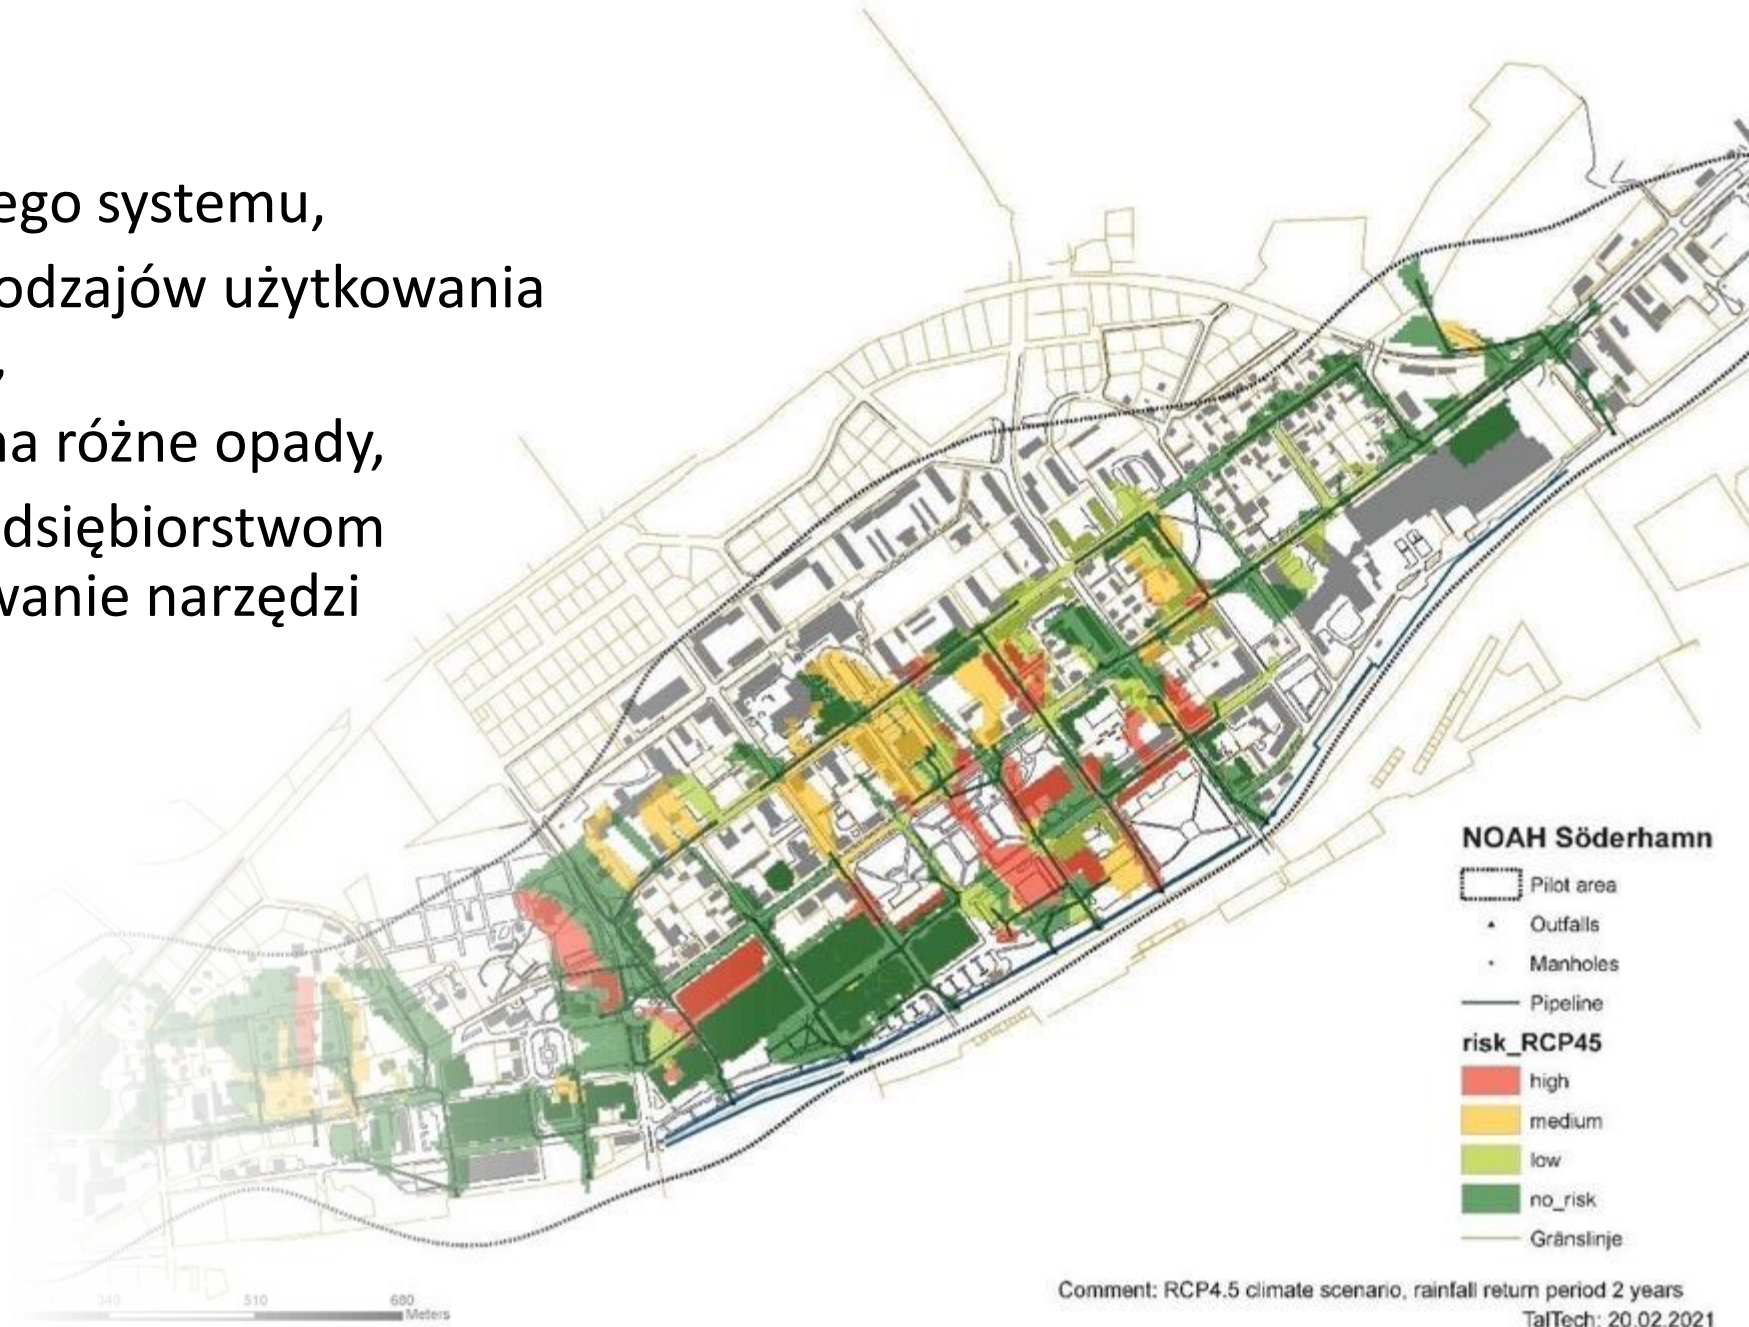 ego systemu,
odzajów użytkowania
,
na różne opady,
dsiębiorstwom
wanie narzędzi
NOAH Söderhamn
Pilot area
Outfalls
Manholes
Pipeline
risk_RCP45
high
medium
low
no_risk
Gränslinje
340 510 680
Meters
Comment: RCP4.5 climate scenario, rainfall return period 2 years
TalTech: 20.02.2021